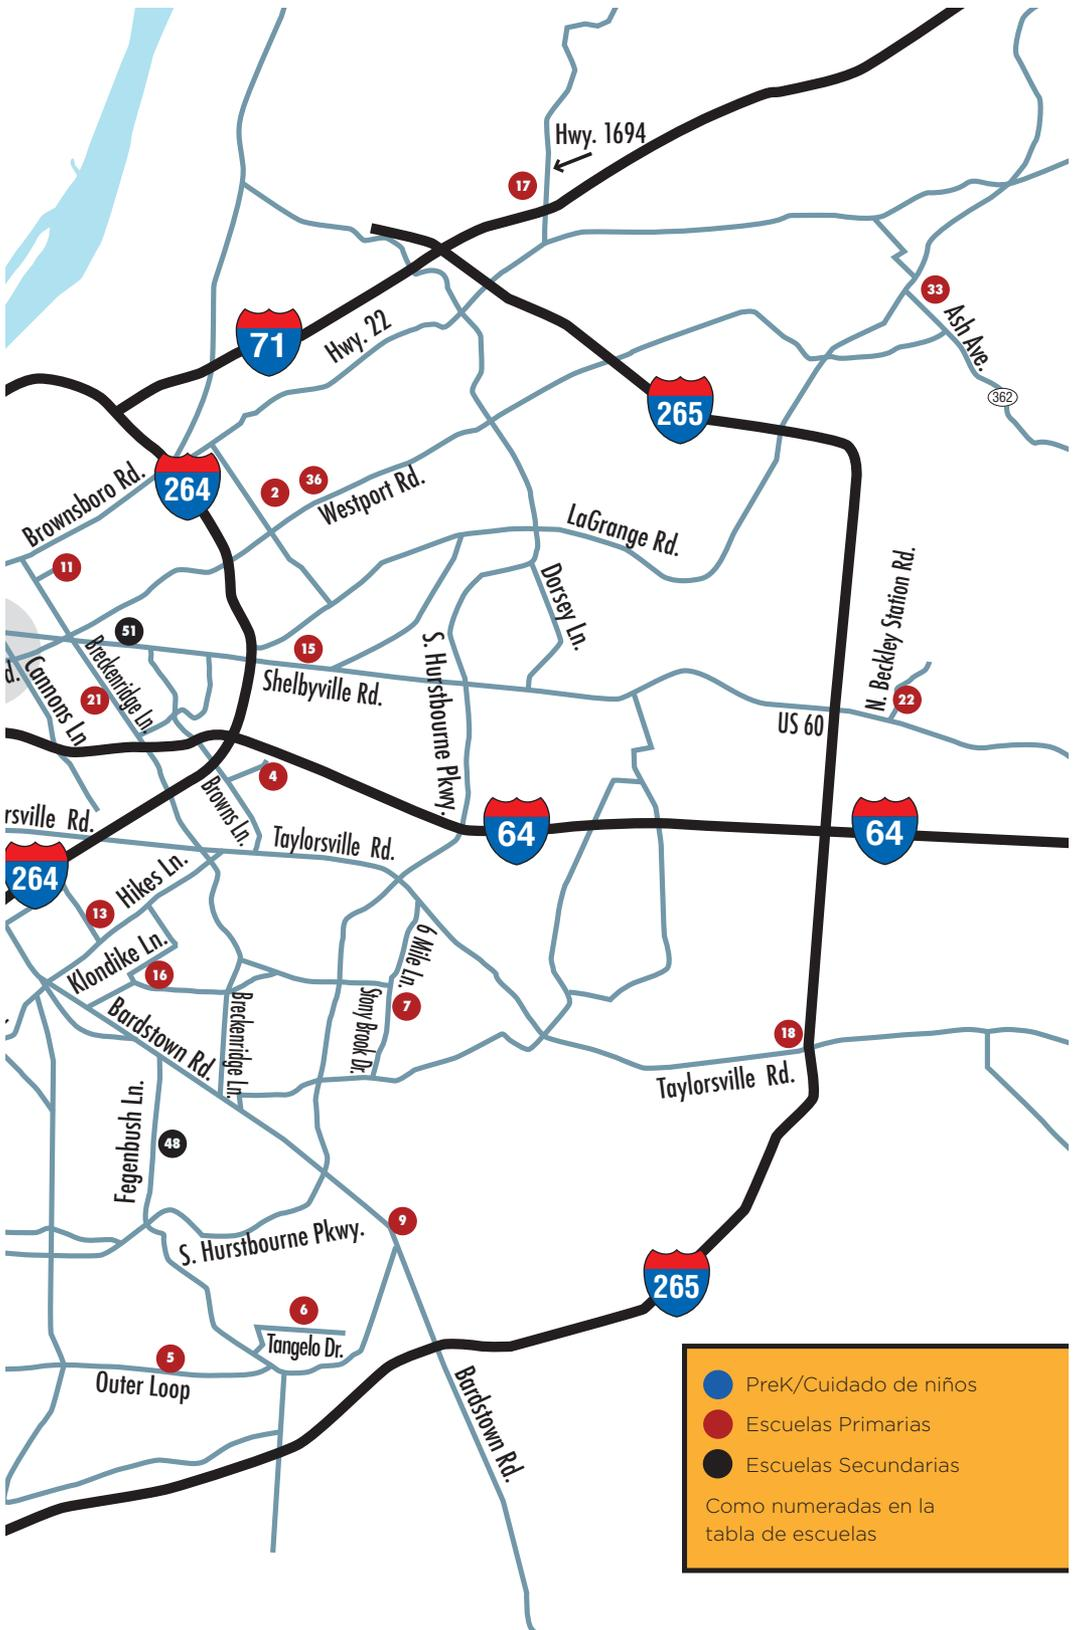 Hwy. 1694
17
33
Ash Ave.
71
Hwy. 22
362
265
264
2
36
Westport Rd.
Brownsboro Rd.
LaGrange Rd.
11
Dorsey Ln.
N. Beckley Station Rd.
51
15
Breckenridge Ln.
S. Hurstbourne Pkwy.
d.
Cannons Ln
21
Shelbyville Rd.
22
US 60
4
Browns Ln.
rsville Rd.
Taylorsville Rd.
64
64
264
Hikes Ln.
13
6 Mile Ln.
Klondike Ln.
16
Stony Brook Dr.
7
Breckenridge Ln.
Bardstown Rd.
18
Taylorsville Rd.
Fegenbush Ln.
48
9
S. Hurstbourne Pkwy.
265
6
Tangelo Dr.
5
Outer Loop
Bardstown Rd.
PreK/Cuidado de niños
Escuelas Primarias
Escuelas Secundarias
Como numeradas en la
tabla de escuelas